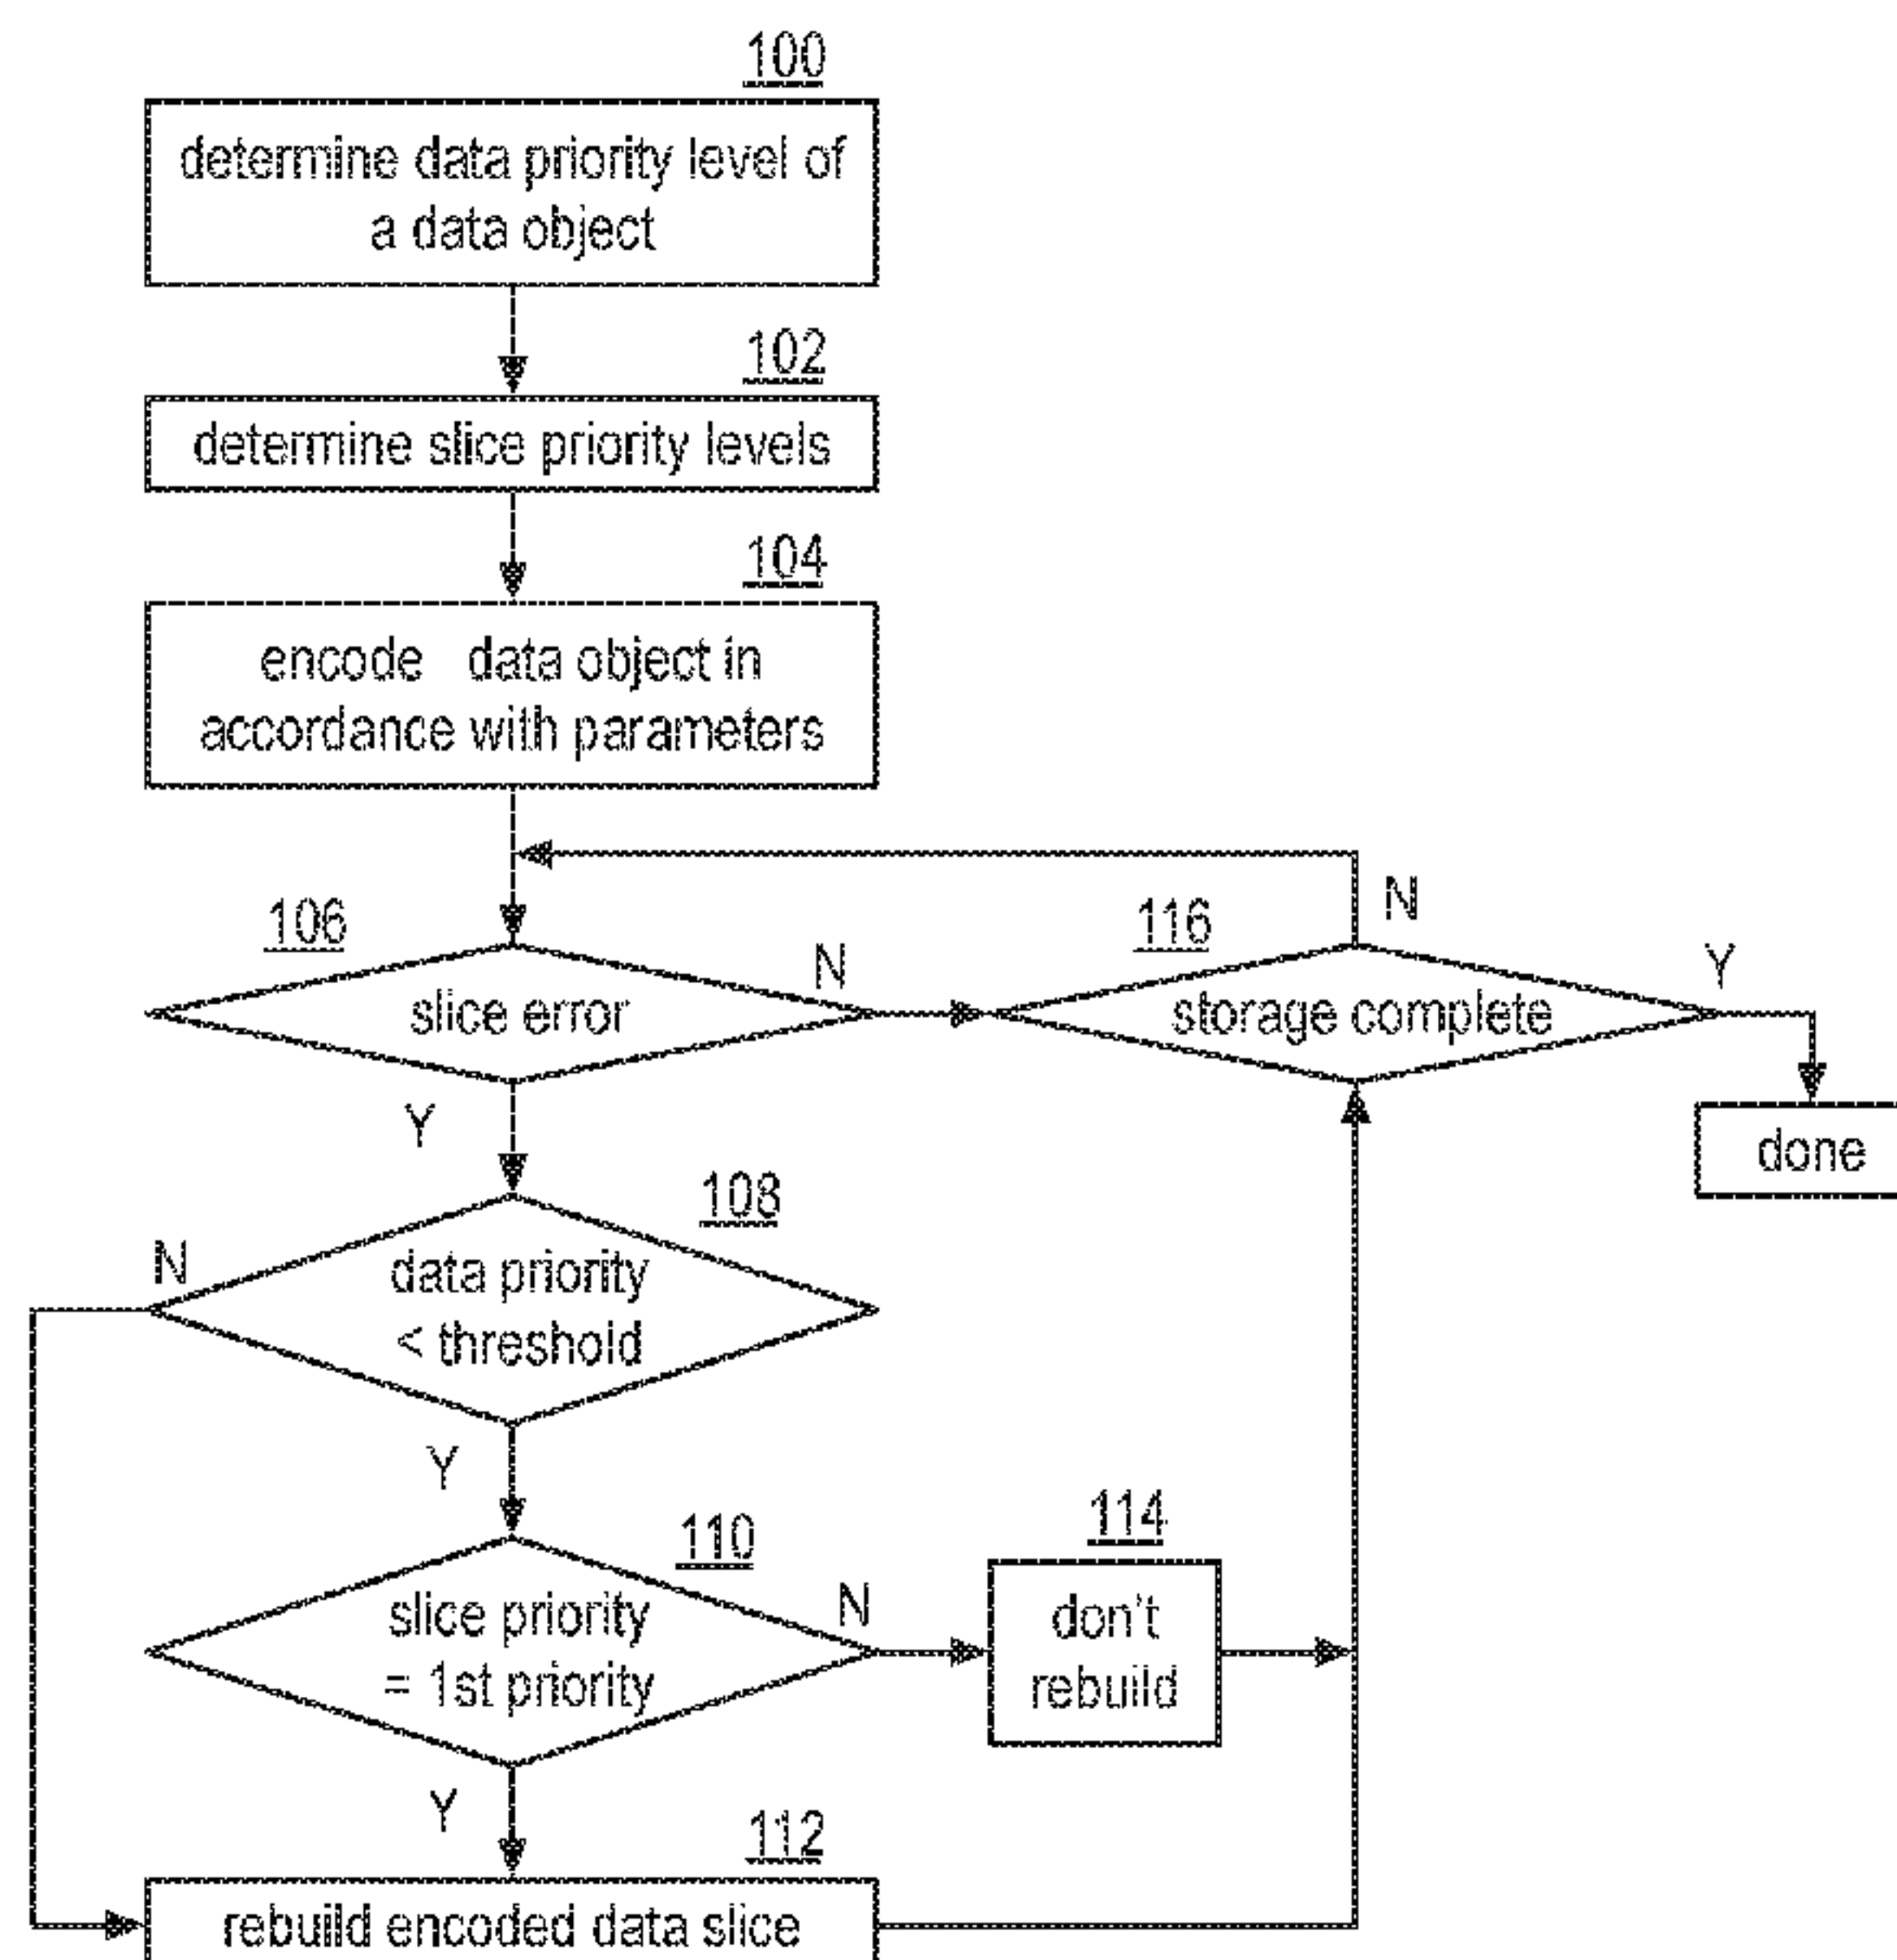 100
determine data priority level of
a data object
102
determine slice priority levels
104
encode data object in
accordance with parameters
N
106
116
Y
N
slice error
storage complete
Y
done
108
N
data priority
< threshold
Y
110
114
N
slice priority
= 1st priority
don't
rebuild
Y
112
rebuild encoded data slice